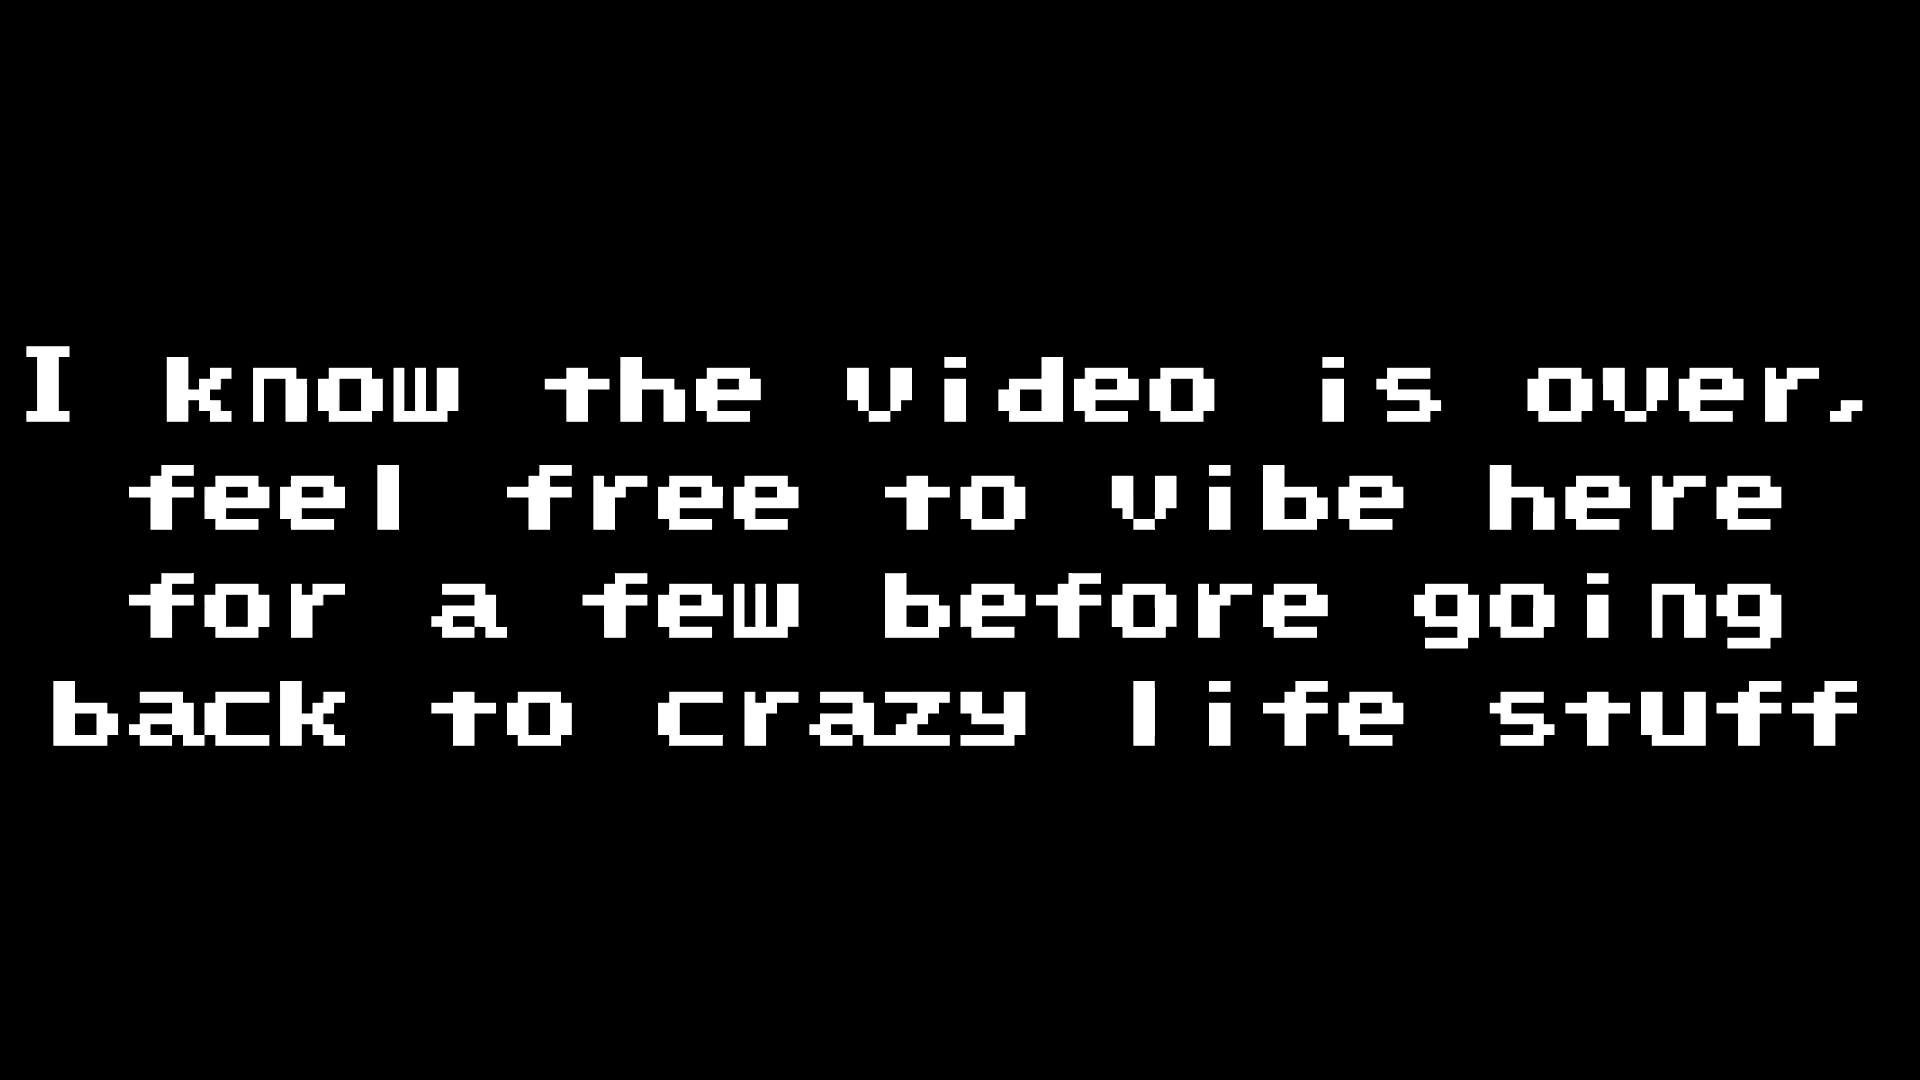 I know the video is over,
feel free to vibe here
for a few before going
back to crazy life stuff